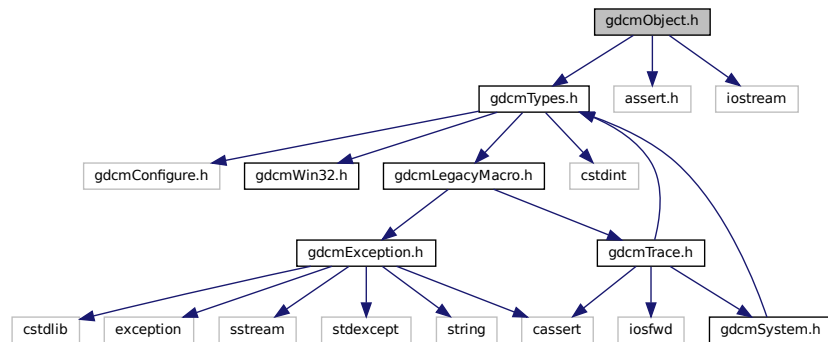 gdcmObject.h
gdcmTypes.h
assert.h
iostream
gdcmConfigure.h
gdcmWin32.h
gdcmLegacyMacro.h
cstdint
gdcmException.h
gdcmTrace.h
cstdlib
exception
sstream
stdexcept
string
cassert
iosfwd
gdcmSystem.h